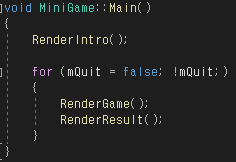 void MiniGame::Main()
{
RenderIntro();
for (mQuit = false; !mQuit;)
{
RenderGame();
RenderResult();
}
}